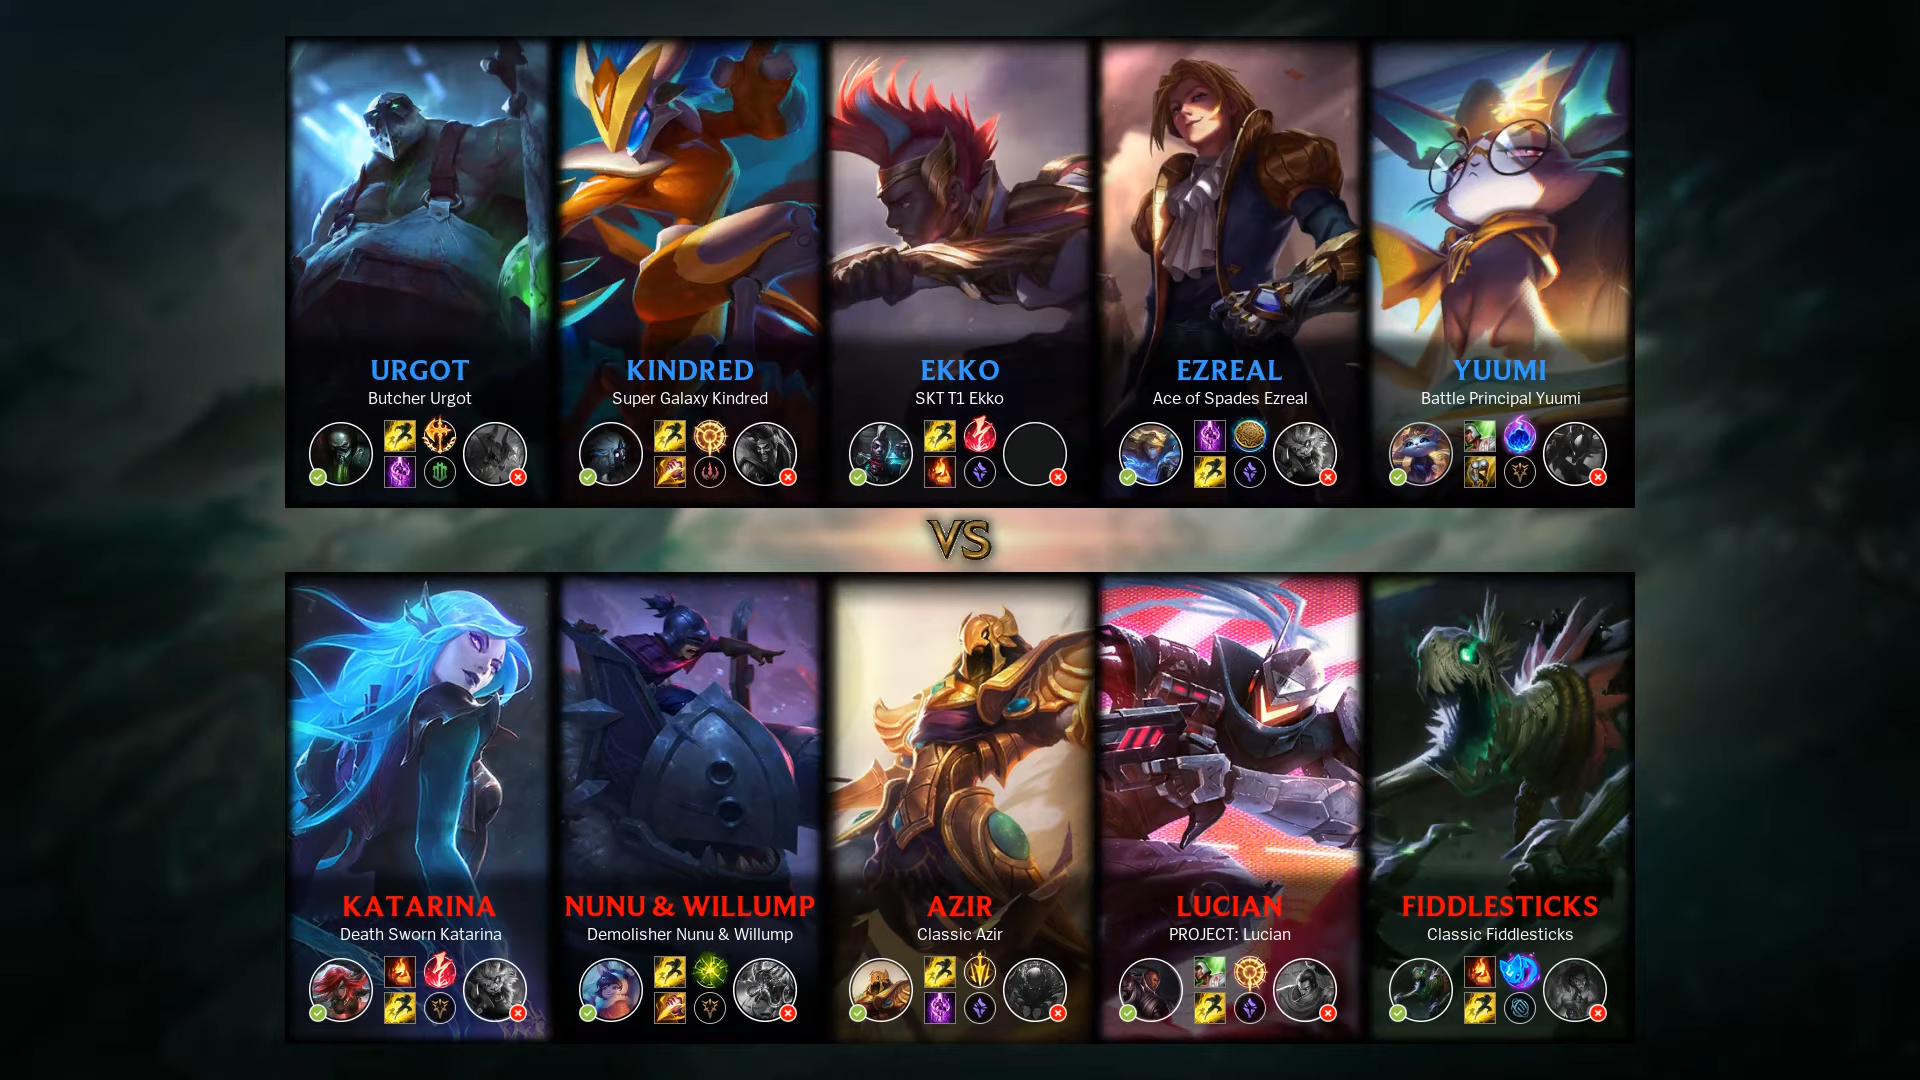 URGOT
Butcher Urgot
KINDRED
Super Galaxy Kindred
EKKO
SKT T1 Ekko
EZREAL
Ace of Spades Ezreal
YUUMI
Battle Principal Yuumi
VS
KATARINA
Death Sworn Katarina
NUNU & WILLUMP
Demolisher Nunu & Willump
AZIR
Classic Azir
LUCIAN
PROJECT: Lucian
FIDDLESTICKS
Classic Fiddlesticks